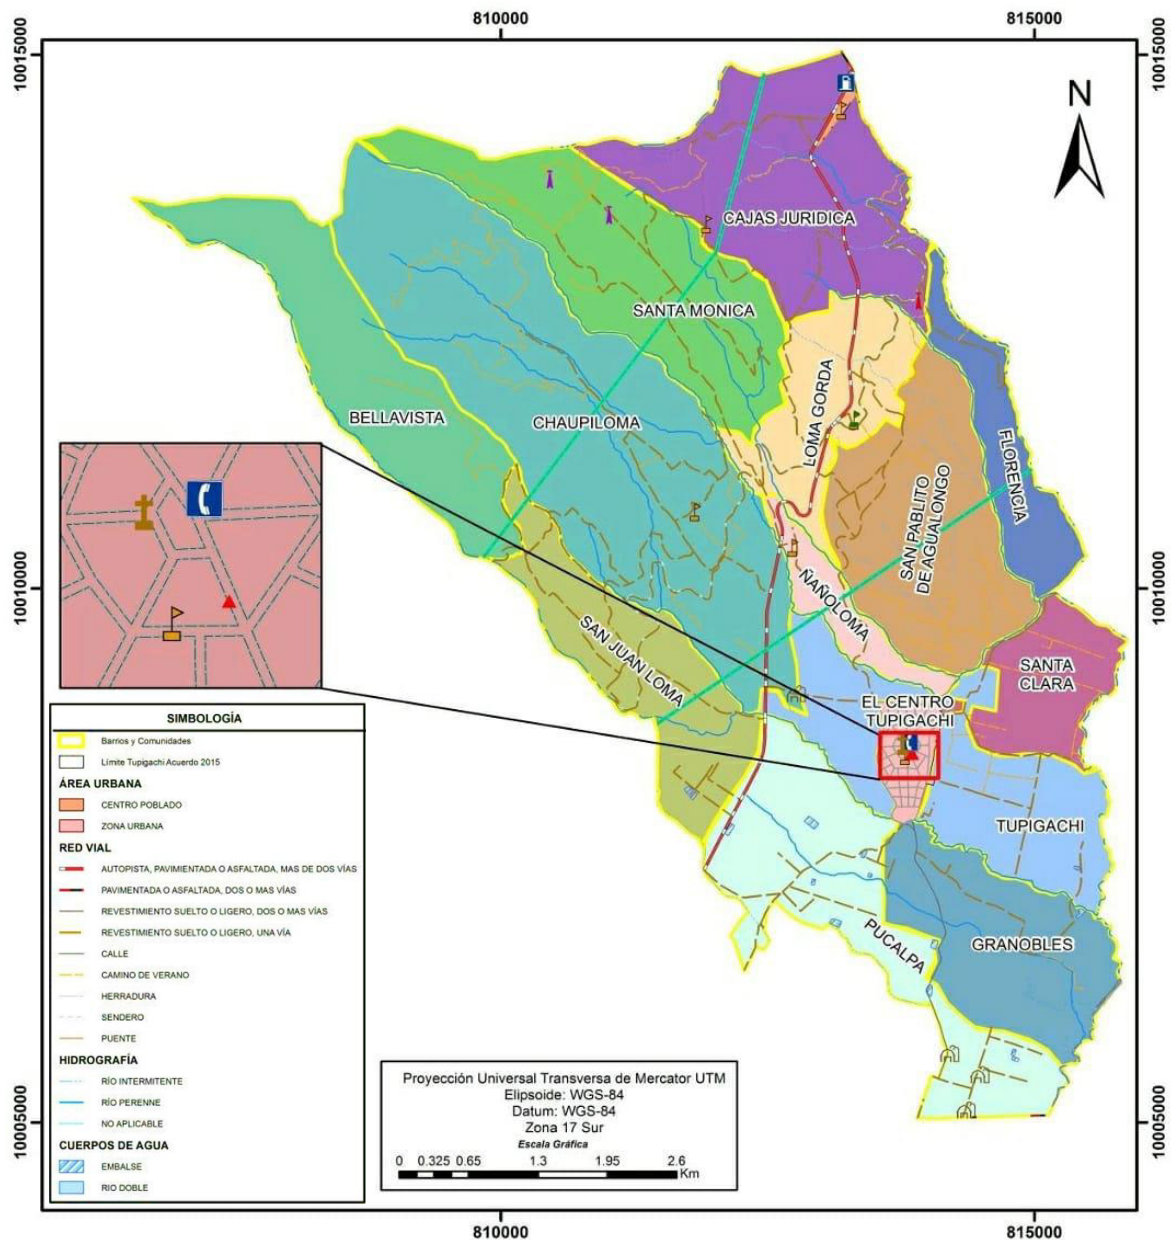 810000
815000
10015000
10015000
N
CAJAS JURIDICA
SANTA MONICA
LOMA GORDA
BELLAVISTA
CHAUPILOMA
FLORENCIA
SAN PABLITO
DE AGUALONGO
10010000
10010000
ÑAÑOLOMA
SAN JUAN LOMA
SANTA
CLARA
EL CENTRO
TUPIGACHI
TUPIGACHI
PUCALPA
GRANOBLES
SIMBOLOGÍA
Barrios y Comunidades
Límite Tupigachi Acuerdo 2015
ÁREA URBANA
CENTRO POBLADO
ZONA URBANA
RED VIAL
AUTOPISTA, PAVIMIENTADA O ASFALTADA, MAS DE DOS VÍAS
PAVIMENTADA O ASFALTADA, DOS O MAS VÍAS
REVESTIMIENTO SUELTO O LIGERO, DOS O MAS VÍAS
REVESTIMIENTO SUELTO O LIGERO, UNA VÍA
CALLE
CAMINO DE VERANO
HERRADURA
SENDERO
PUENTE
HIDROGRAFÍA
RÍO INTERMITENTE
RÍO PERENNE
NO APLICABLE
CUERPOS DE AGUA
EMBALSE
RIO DOBLE
Proyección Universal Transversa de Mercator UTM
Elipsoide: WGS-84
Datum: WGS-84
Zona 17 Sur
Escala Gráfica
0 0.325 0.65 1.3 1.95 2.6
Km
10005000
10005000
810000
815000